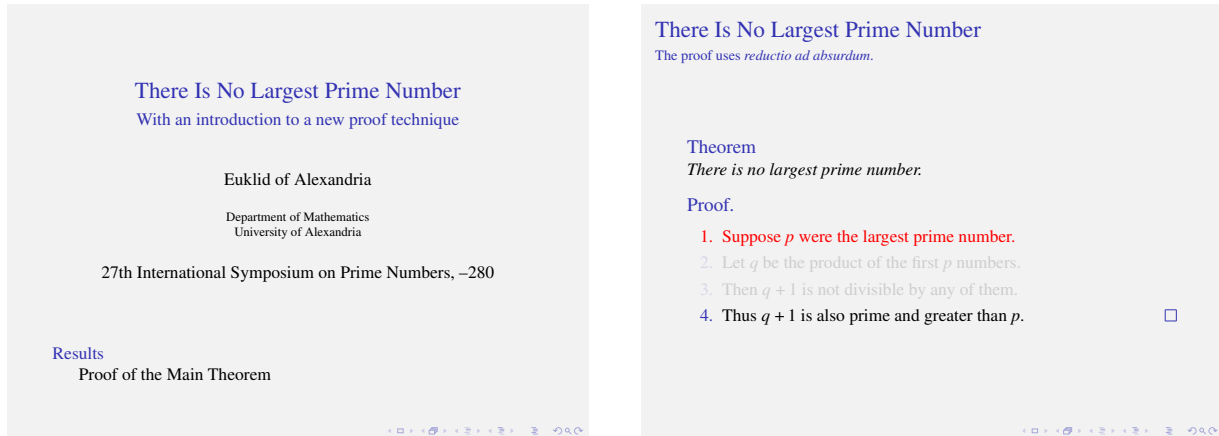 There Is No Largest Prime Number
With an introduction to a new proof technique
Euklid of Alexandria
Department of Mathematics
University of Alexandria
27th International Symposium on Prime Numbers, –280
Results
Proof of the Main Theorem
There Is No Largest Prime Number
The proof uses reductio ad absurdum.
Theorem
There is no largest prime number.
Proof.
1. Suppose p were the largest prime number.
2. Let q be the product of the first p numbers.
3. Then q + 1 is not divisible by any of them.
4. Thus q + 1 is also prime and greater than p.